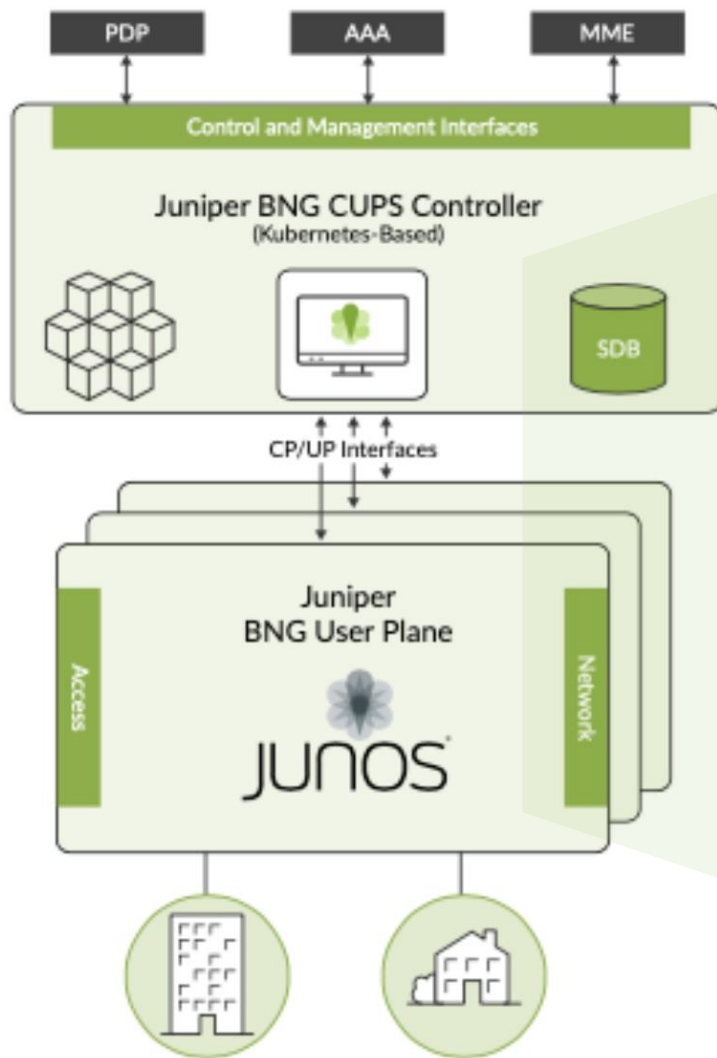 PDP
AAA
MME
Control and Management Interfaces
Juniper BNG CUPS Controller
(Kubernetes-Based)
SDB
CP/UP Interfaces
Juniper
BNG User Plane
Access
Network
JUNOS